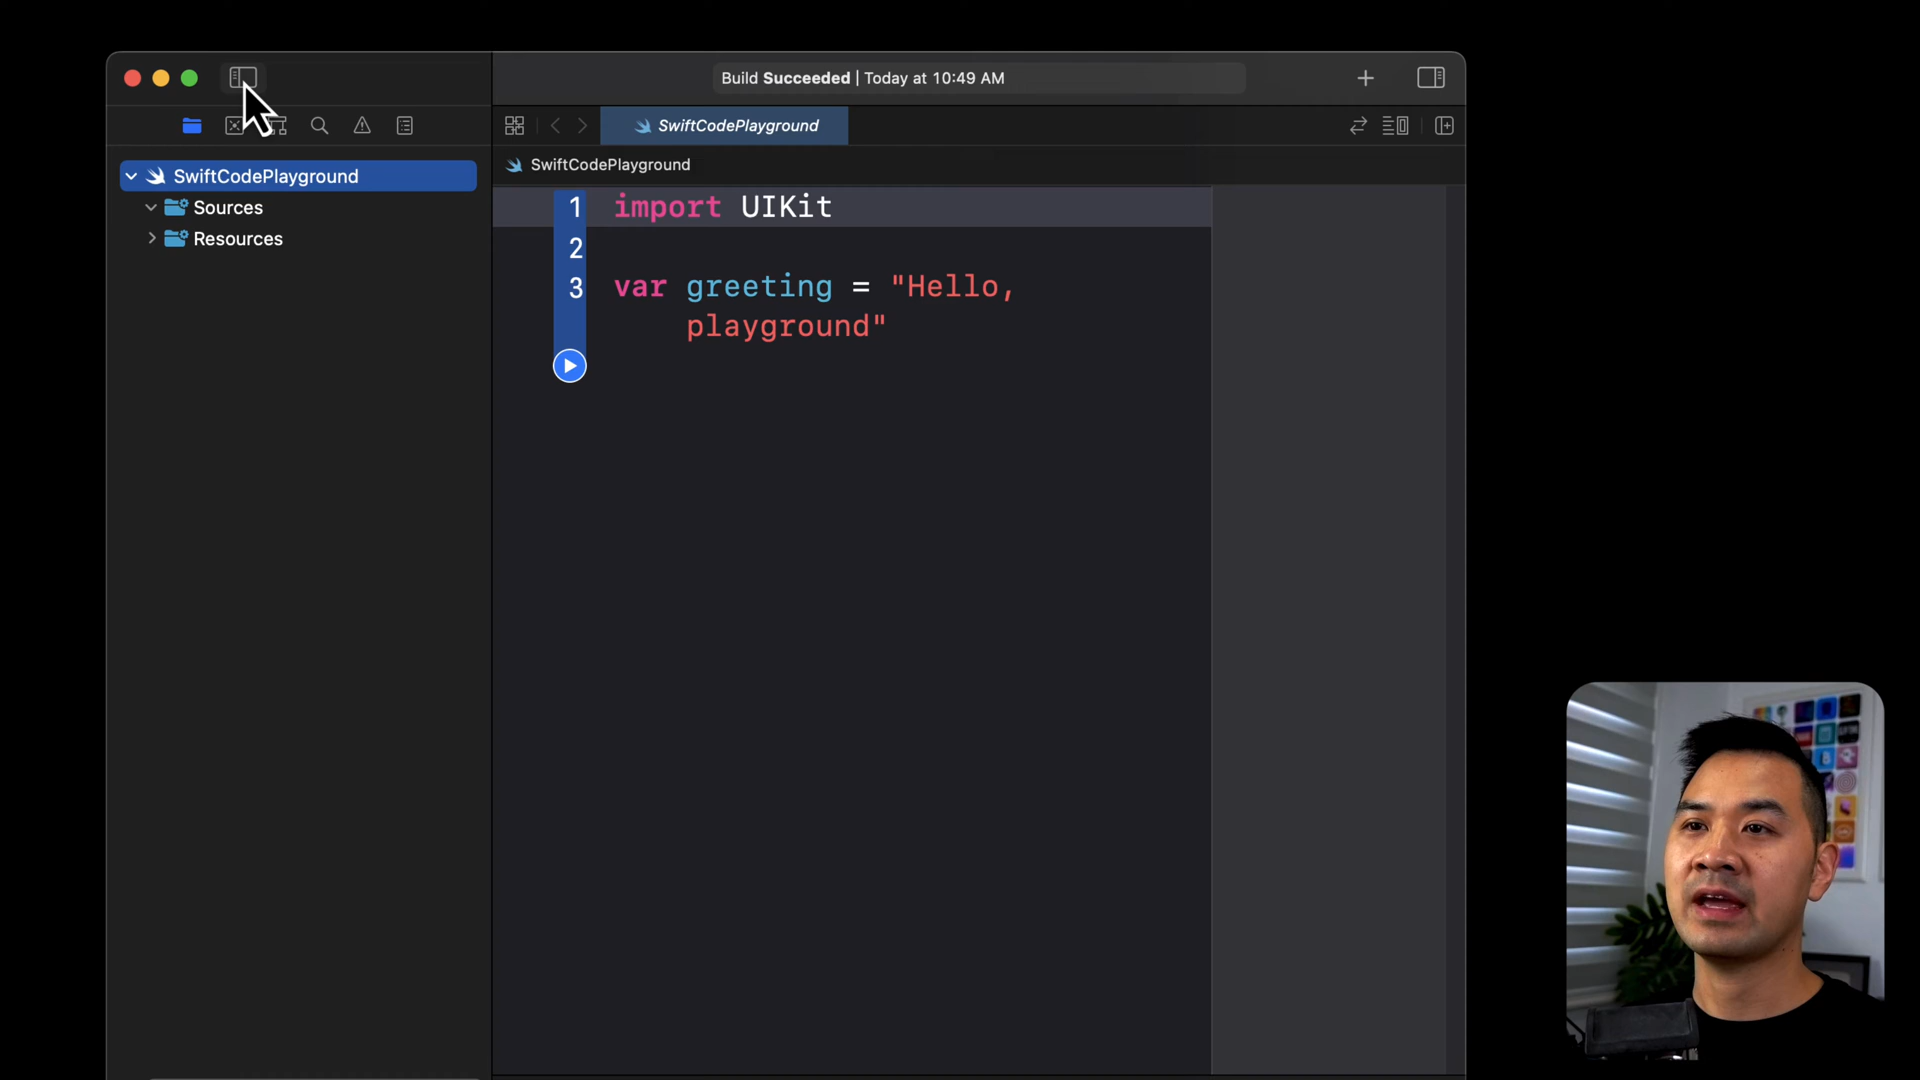 Build Succeeded | Today at 10:49 AM
SwiftCodePlayground
SwiftCodePlayground
SwiftCodePlayground
Sources
Resources
1 import UIKit
2
3 var greeting = "Hello,
playground"